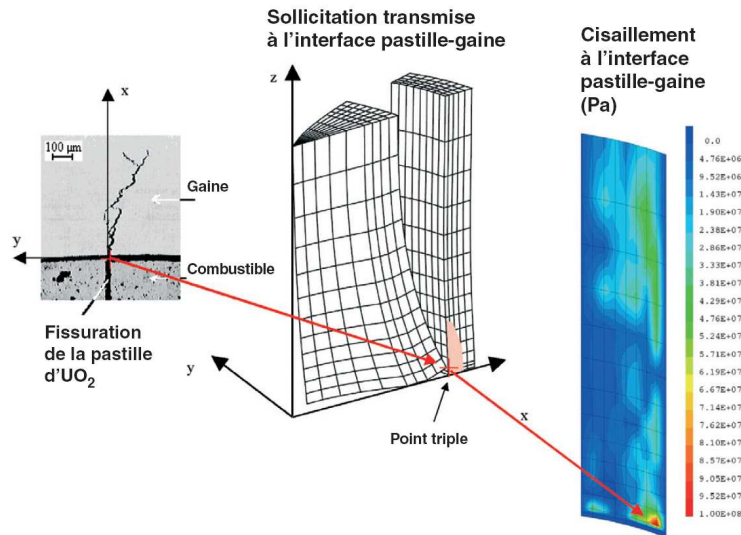 Sollicitation transmise
à l'interface pastille-gaine
Cisaillement
à l'interface
pastille-gaine
(Pa)
x
100 µm
Gaine
y
Combustible
Fissuration
de la pastille
d'UO₂
z
y
x
Point triple
0.0
4.76E+06
9.52E+06
1.43E+07
1.90E+07
2.38E+07
2.86E+07
3.33E+07
3.81E+07
4.29E+07
4.76E+07
5.24E+07
5.71E+07
6.19E+07
6.67E+07
7.14E+07
7.62E+07
8.10E+07
8.57E+07
9.05E+07
9.52E+07
1.00E+08